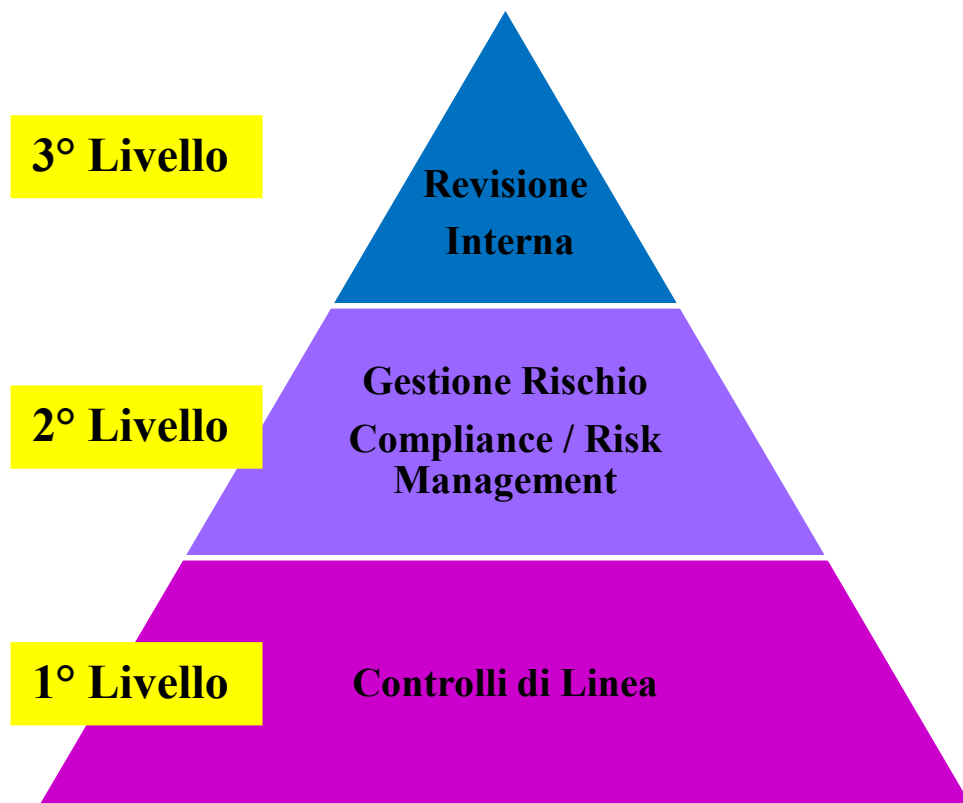 3° Livello
Revisione
Interna
2° Livello
Gestione Rischio
Compliance / Risk
Management
1° Livello
Controlli di Linea